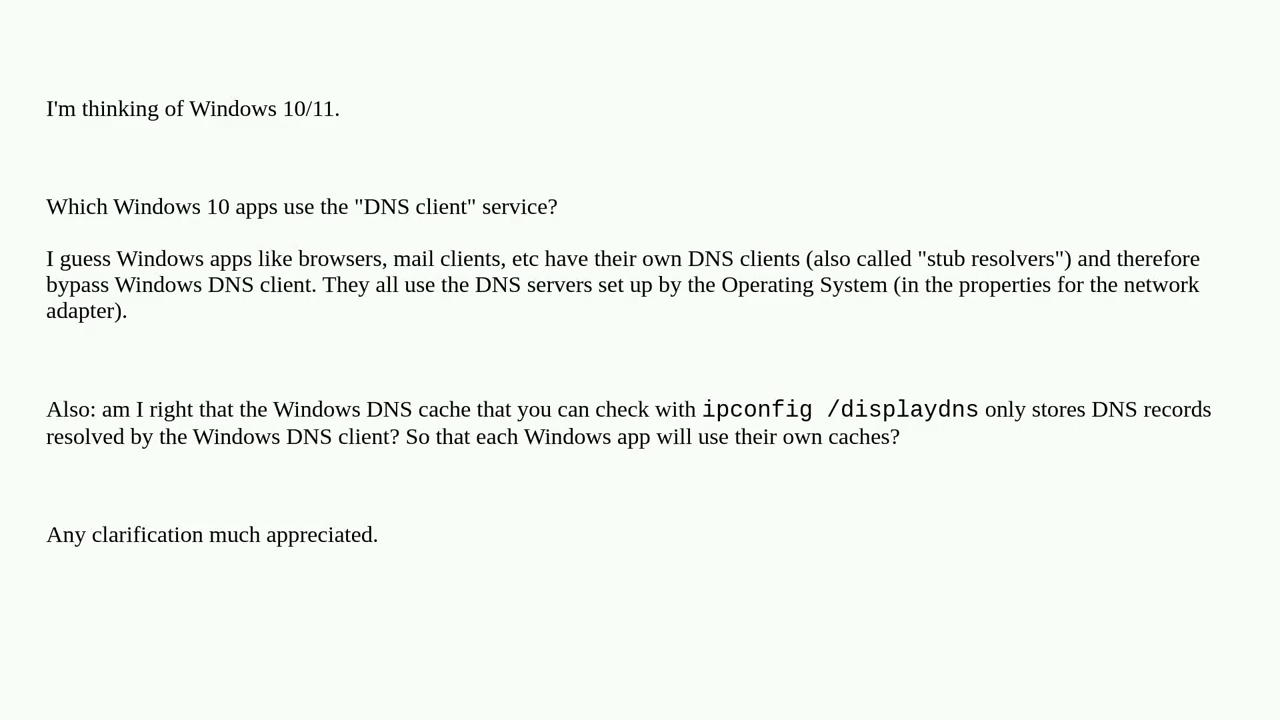 I'm thinking of Windows 10/11.
Which Windows 10 apps use the "DNS client" service?
I guess Windows apps like browsers, mail clients, etc have their own DNS clients (also called "stub resolvers") and therefore
bypass Windows DNS client. They all use the DNS servers set up by the Operating System (in the properties for the network
adapter).
Also: am I right that the Windows DNS cache that you can check with ipconfig /displaydns only stores DNS records
resolved by the Windows DNS client? So that each Windows app will use their own caches?
Any clarification much appreciated.